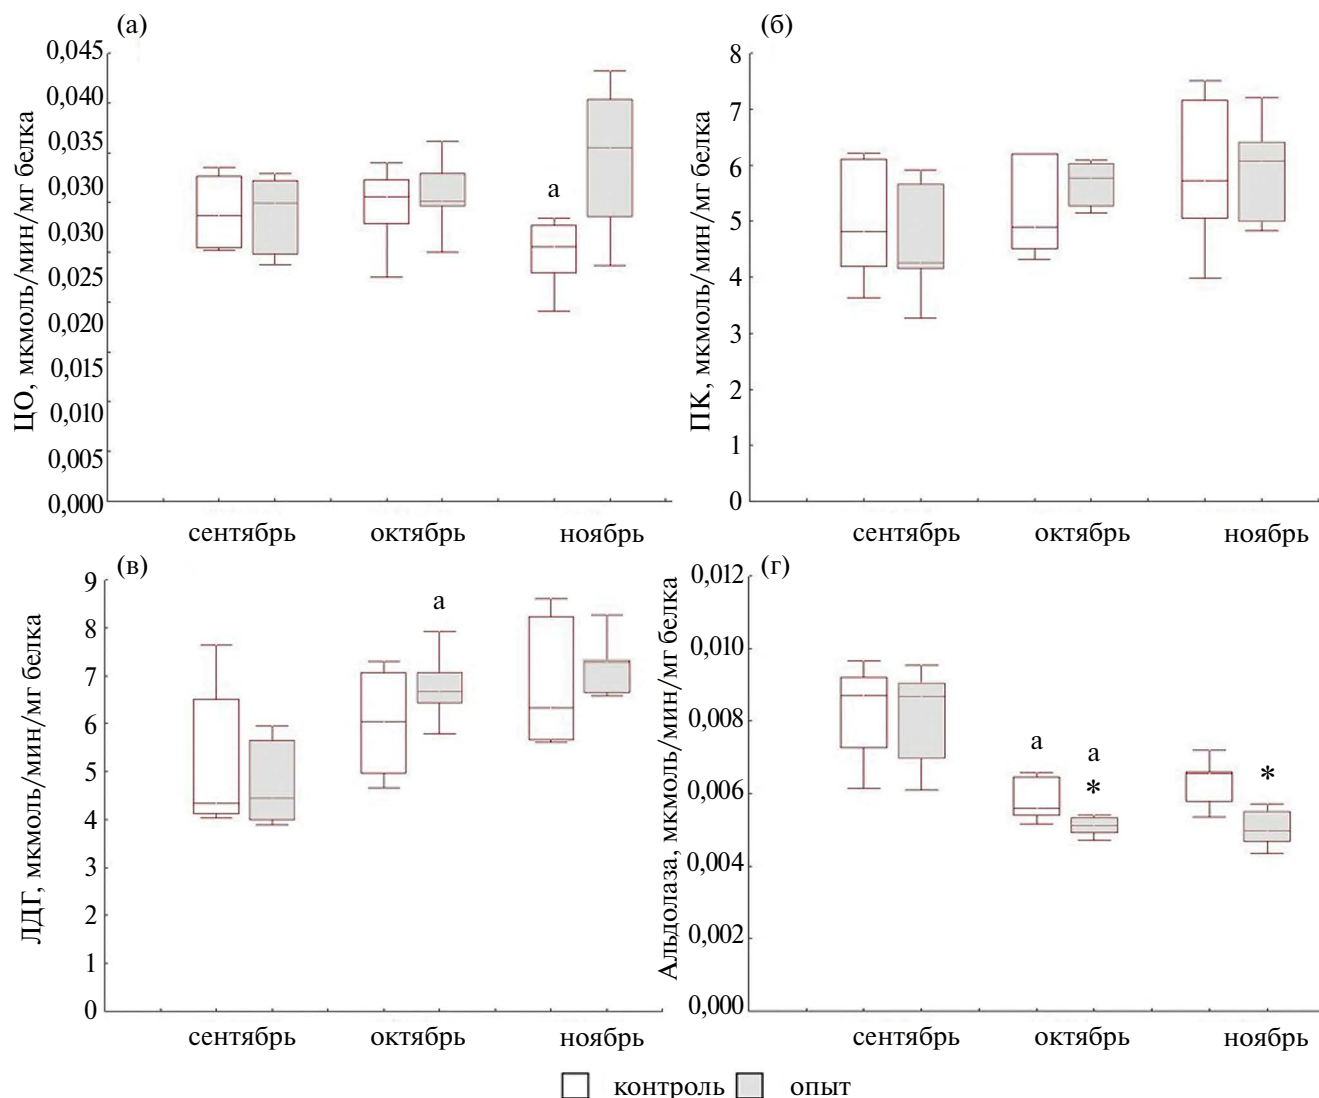 (а)
ЦО, мкмоль/мин/мг белка
0,045
0,040
0,035
0,030
0,025
0,020
0,015
0,010
0,005
0,000
а
сентябрь октябрь ноябрь
(б)
ПК, мкмоль/мин/мг белка
8
7
6
5
4
3
2
1
0
сентябрь октябрь ноябрь
(в)
ЛДГ, мкмоль/мин/мг белка
9
8
7
6
5
4
3
2
1
0
а
сентябрь октябрь ноябрь
(г)
Альдолаза, мкмоль/мин/мг белка
0,012
0,010
0,008
0,006
0,004
0,002
0,000
а а
* *
сентябрь октябрь ноябрь
контроль опыт